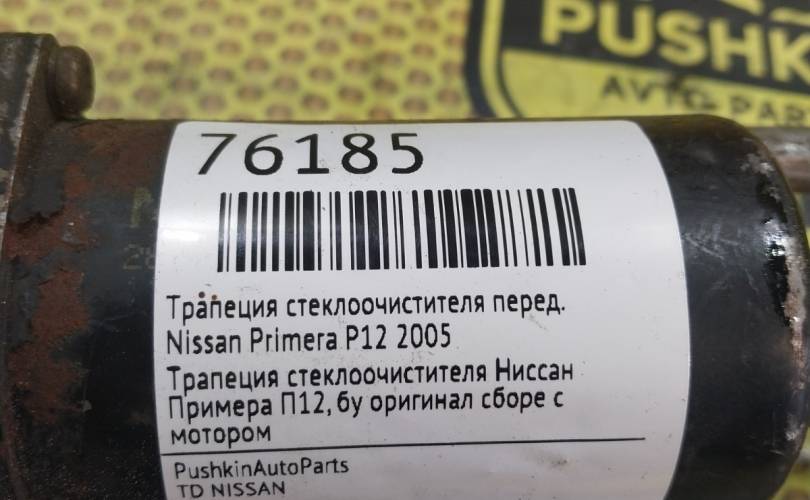 PUSHK
АВТО PAR
76185
Трапеция стеклоочистителя перед.
Nissan Primera P12 2005
Трапеция стеклоочистителя Ниссан
Примера П12, бу оригинал сборе с
мотором
PushkinAutoParts
TD NISSAN